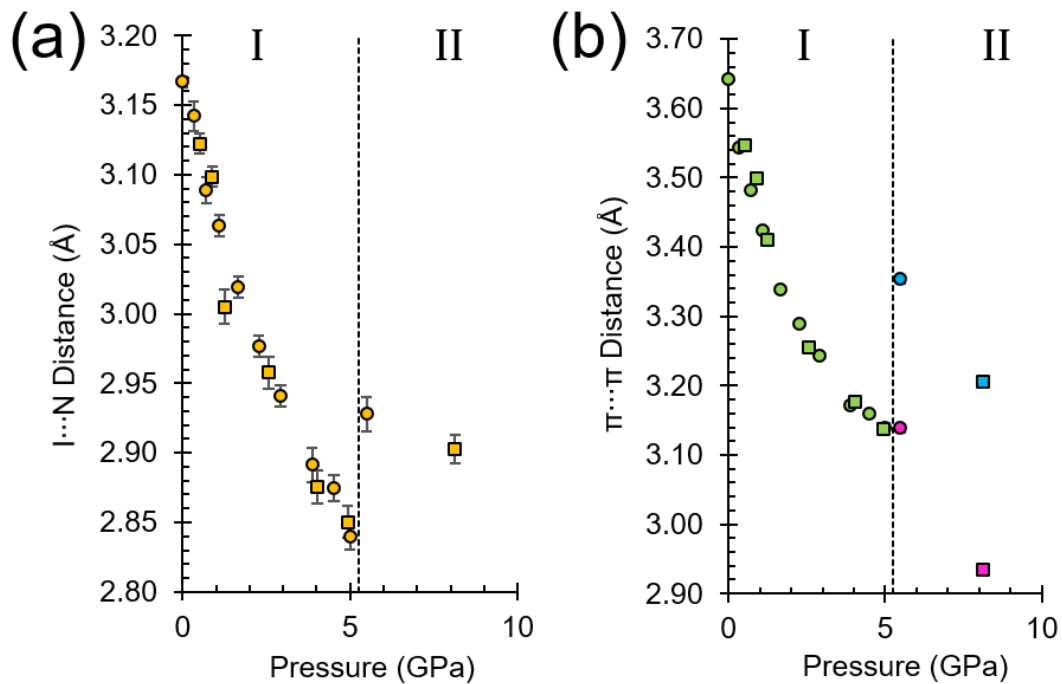 (a)
I
II
3.20
3.15
3.10
3.05
3.00
2.95
2.90
2.85
2.80
I···N Distance (Å)
0
5
10
Pressure (GPa)
(b)
I
II
3.70
3.60
3.50
3.40
3.30
3.20
3.10
3.00
2.90
π···π Distance (Å)
0
5
10
Pressure (GPa)